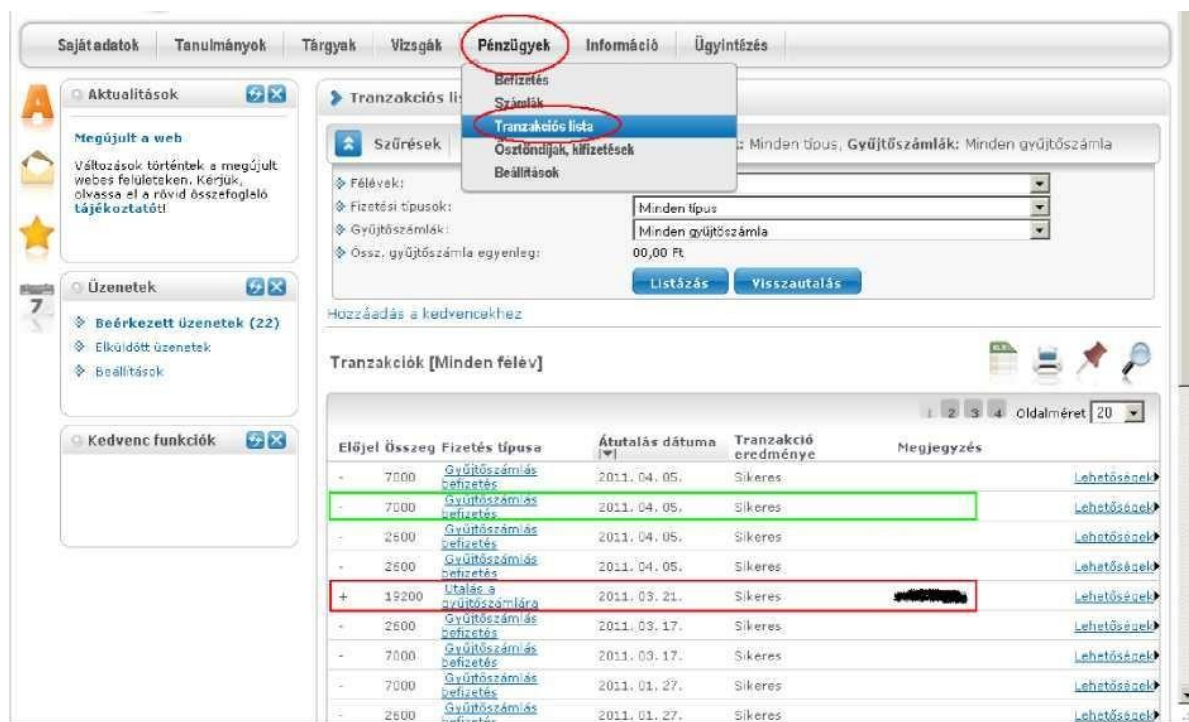 Saját adatok Tanulmányok Tárgyak Vizsgák Pénzügyek Információ Ügyintézés
Befizetés
Számlák
Tranzakciós lista
Ösztöndíjak, kifizetések
Beállítások
Aktualitások
Megújult a web
Változások történtek a megújult
webes felületeken. Kérjük,
olvassa el a rövid összefoglaló
tájékoztatót!
7
Üzenetek
Beérkezett üzenetek (22)
Elküldött üzenetek
Beállítások
Kedvenc funkciók
Tranzakciós lis
Szűrések : Minden típus, Gyűjtőszámlák: Minden gyűjtőszámla
Félévek:
Fizetési típusok: Minden típus
Gyűjtőszámlák: Minden gyűjtőszámla
Össz. gyűjtőszámla egyenleg: 00,00 Ft
Listázás Visszautalás
Hozzáadás a kedvencekhez
Tranzakciók [Minden félév]
1 2 3 4 Oldalméret 20
Előjel Összeg Fizetés típusa Átutalás dátuma Tranzakció eredménye Megjegyzés
- 7000 Gyűjtőszámlás befizetés 2011. 04. 05. Sikeres Lehetőségek
- 7000 Gyűjtőszámlás befizetés 2011. 04. 05. Sikeres Lehetőségek
- 2600 Gyűjtőszámlás befizetés 2011. 04. 05. Sikeres Lehetőségek
- 2600 Gyűjtőszámlás befizetés 2011. 04. 05. Sikeres Lehetőségek
+ 19200 Utalás a gyűjtőszámlára 2011. 03. 21. Sikeres Lehetőségek
- 2600 Gyűjtőszámlás befizetés 2011. 03. 17. Sikeres Lehetőségek
- 7000 Gyűjtőszámlás befizetés 2011. 03. 17. Sikeres Lehetőségek
- 7000 Gyűjtőszámlás befizetés 2011. 01. 27. Sikeres Lehetőségek
- 2600 Gyűjtőszámlás befizetés 2011. 01. 27. Sikeres Lehetőségek